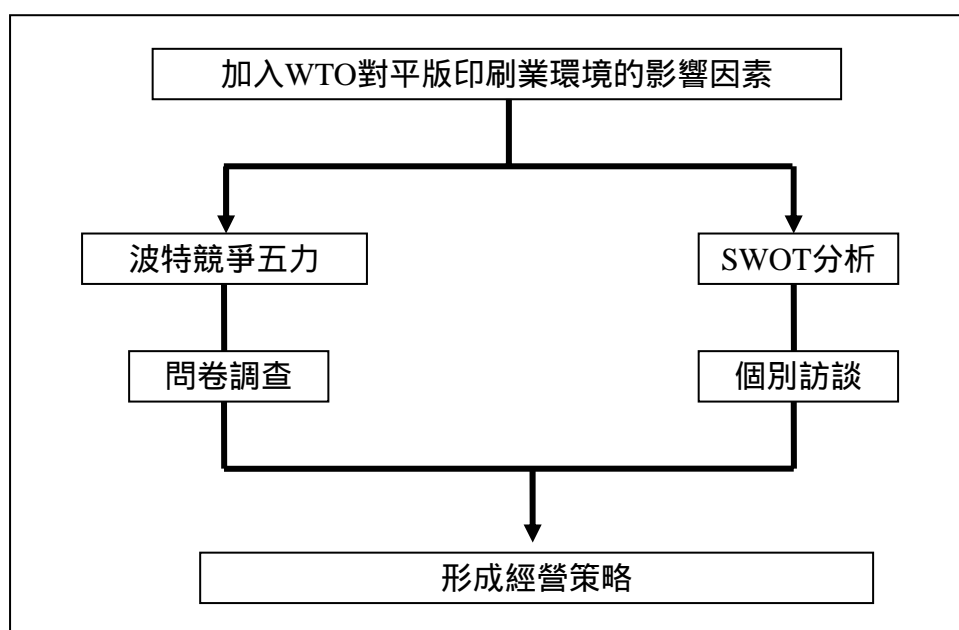 加入WTO對平版印刷業環境的影響因素
波特競爭五力
SWOT分析
問卷調查
個別訪談
形成經營策略